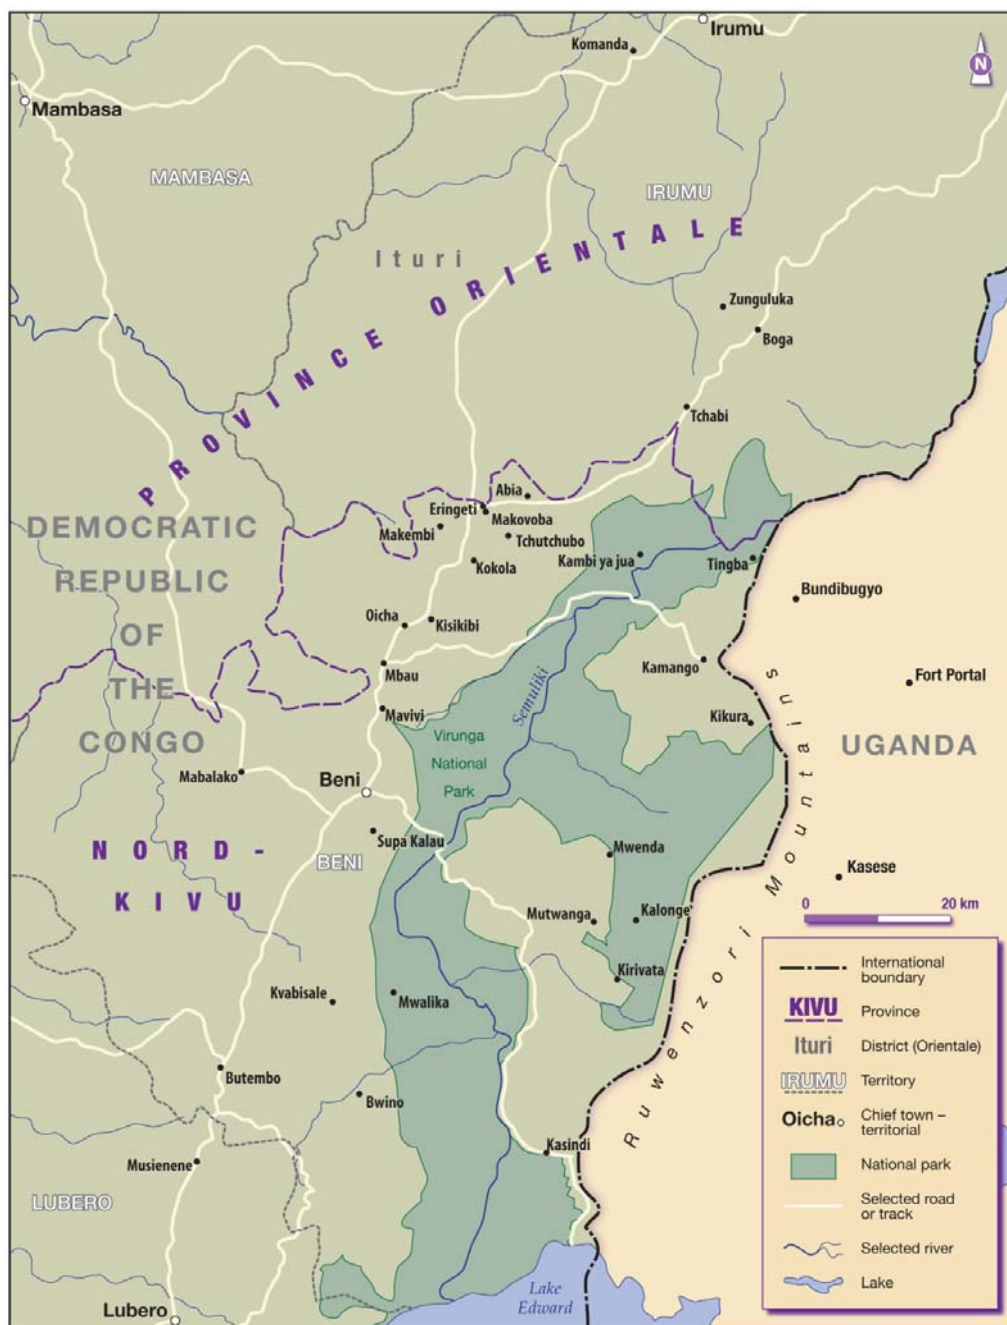 Irumu
Komanda
N
Mambasa
MAMBASA
IRUMU
Ituri
PROVINCE ORIENTALE
Zunguluka
Boga
Tchabi
Abia
Eringeti
Makovoba
Makembi
Tchutchubo
Kambi ya jua
Tingba
Kokola
DEMOCRATIC
REPUBLIC
OF
THE
CONGO
Bundibugyo
Oicha
Kisikibi
Mbau
Kamango
Fort Portal
Semuliki
Mavivi
Kikura
Virunga
National
Park
UGANDA
Mabalako
Beni
Supa Kalau
NORD-
KIVU
BENI
Mwenda
Kasese
Ruwenzori Mountains
Mutwanga
Kalonge
0 20 km
Kirivata
Kvabisale
Mwalika
Butembo
Bwino
Kasindi
Musienene
LUBERO
Lubero
Lake
Edward
International
boundary
KIVU
Province
Ituri
District (Orientale)
IRUMU
Territory
Oicha
Chief town –
territorial
National park
Selected road
or track
Selected river
Lake